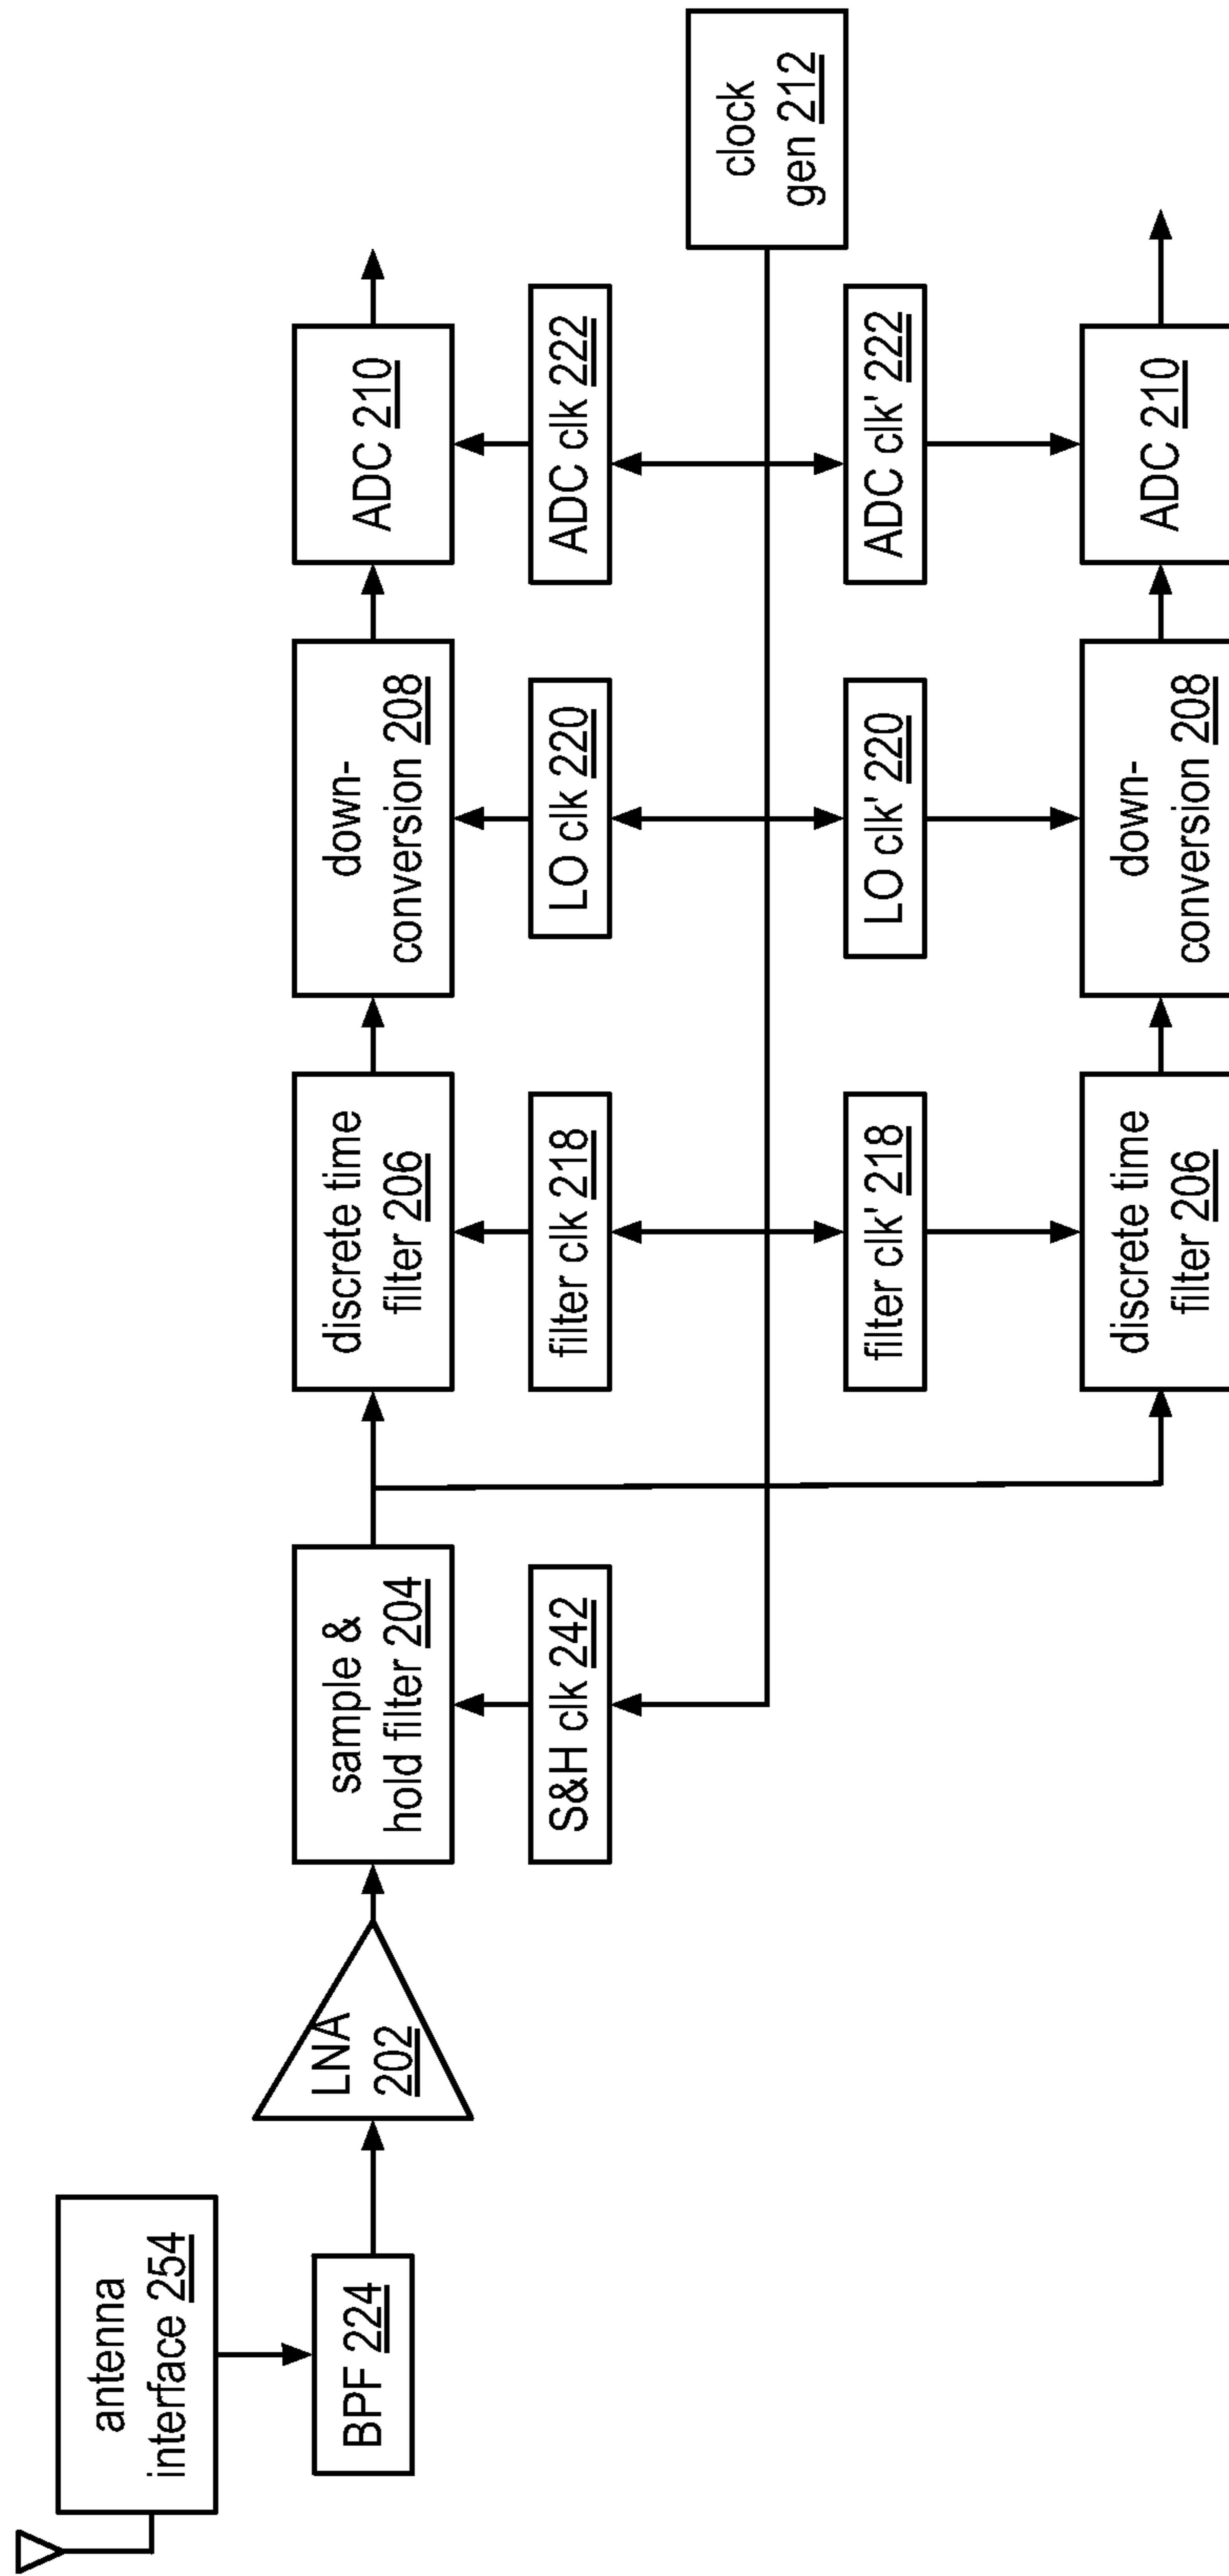 antenna
interface 254
BPF 224
LNA
202
sample &
hold filter 204
S&H clk 242
discrete time
filter 206
filter clk 218
filter clk' 218
discrete time
filter 206
down-
conversion 208
LO clk 220
LO clk' 220
down-
conversion 208
ADC 210
ADC clk 222
ADC clk' 222
ADC 210
clock
gen 212